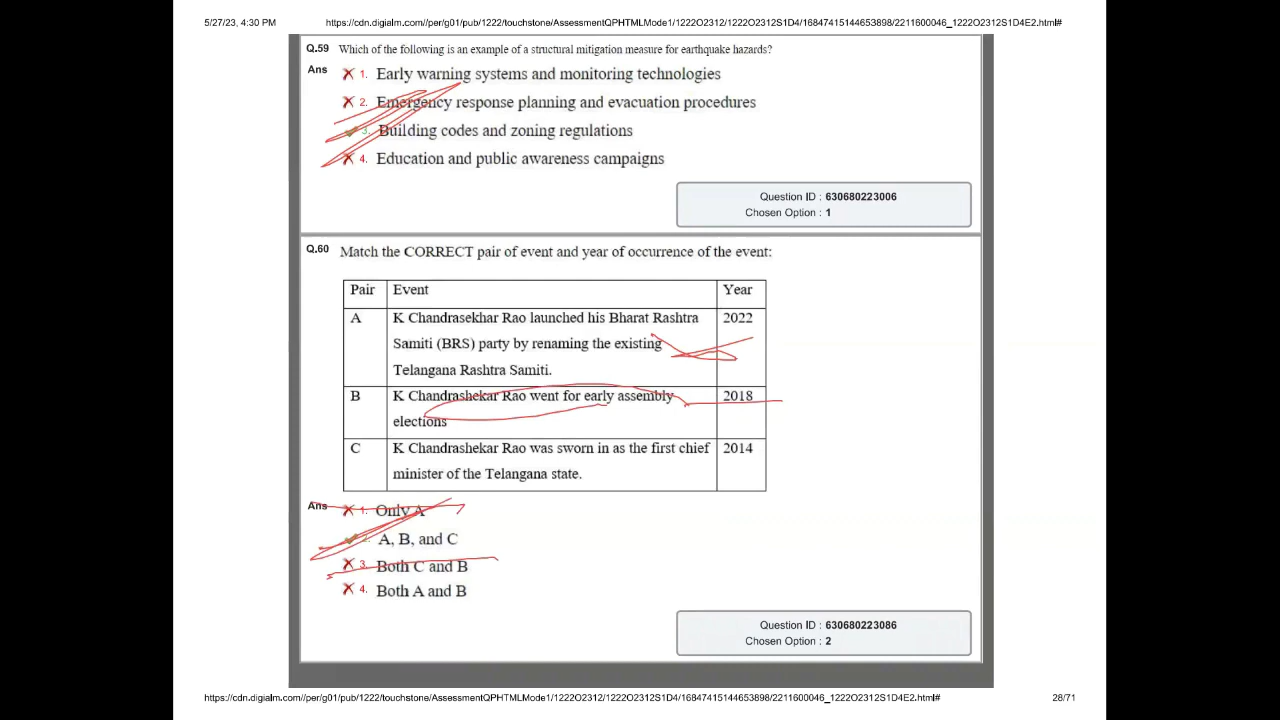 5/27/23, 4:30 PM https://cdn.digialm.com//per/g01/pub/1222/touchstone/AssessmentQPHTMLMode1/1222O2312/1222O2312S1D4/16847415144653898/2211600046_1222O2312S1D4E2.html#
Q.59 Which of the following is an example of a structural mitigation measure for earthquake hazards?
Ans 1. Early warning systems and monitoring technologies
2. Emergency response planning and evacuation procedures
3. Building codes and zoning regulations
4. Education and public awareness campaigns
Question ID : 630680223006
Chosen Option : 1
Q.60 Match the CORRECT pair of event and year of occurrence of the event:
Pair Event Year
A K Chandrasekhar Rao launched his Bharat Rashtra 2022
Samiti (BRS) party by renaming the existing
Telangana Rashtra Samiti.
B K Chandrashekar Rao went for early assembly 2018
elections
C K Chandrashekar Rao was sworn in as the first chief 2014
minister of the Telangana state.
Ans 1. Only A
2. A, B, and C
3. Both C and B
4. Both A and B
Question ID : 630680223086
Chosen Option : 2
https://cdn.digialm.com//per/g01/pub/1222/touchstone/AssessmentQPHTMLMode1/1222O2312/1222O2312S1D4/16847415144653898/2211600046_1222O2312S1D4E2.html# 28/71